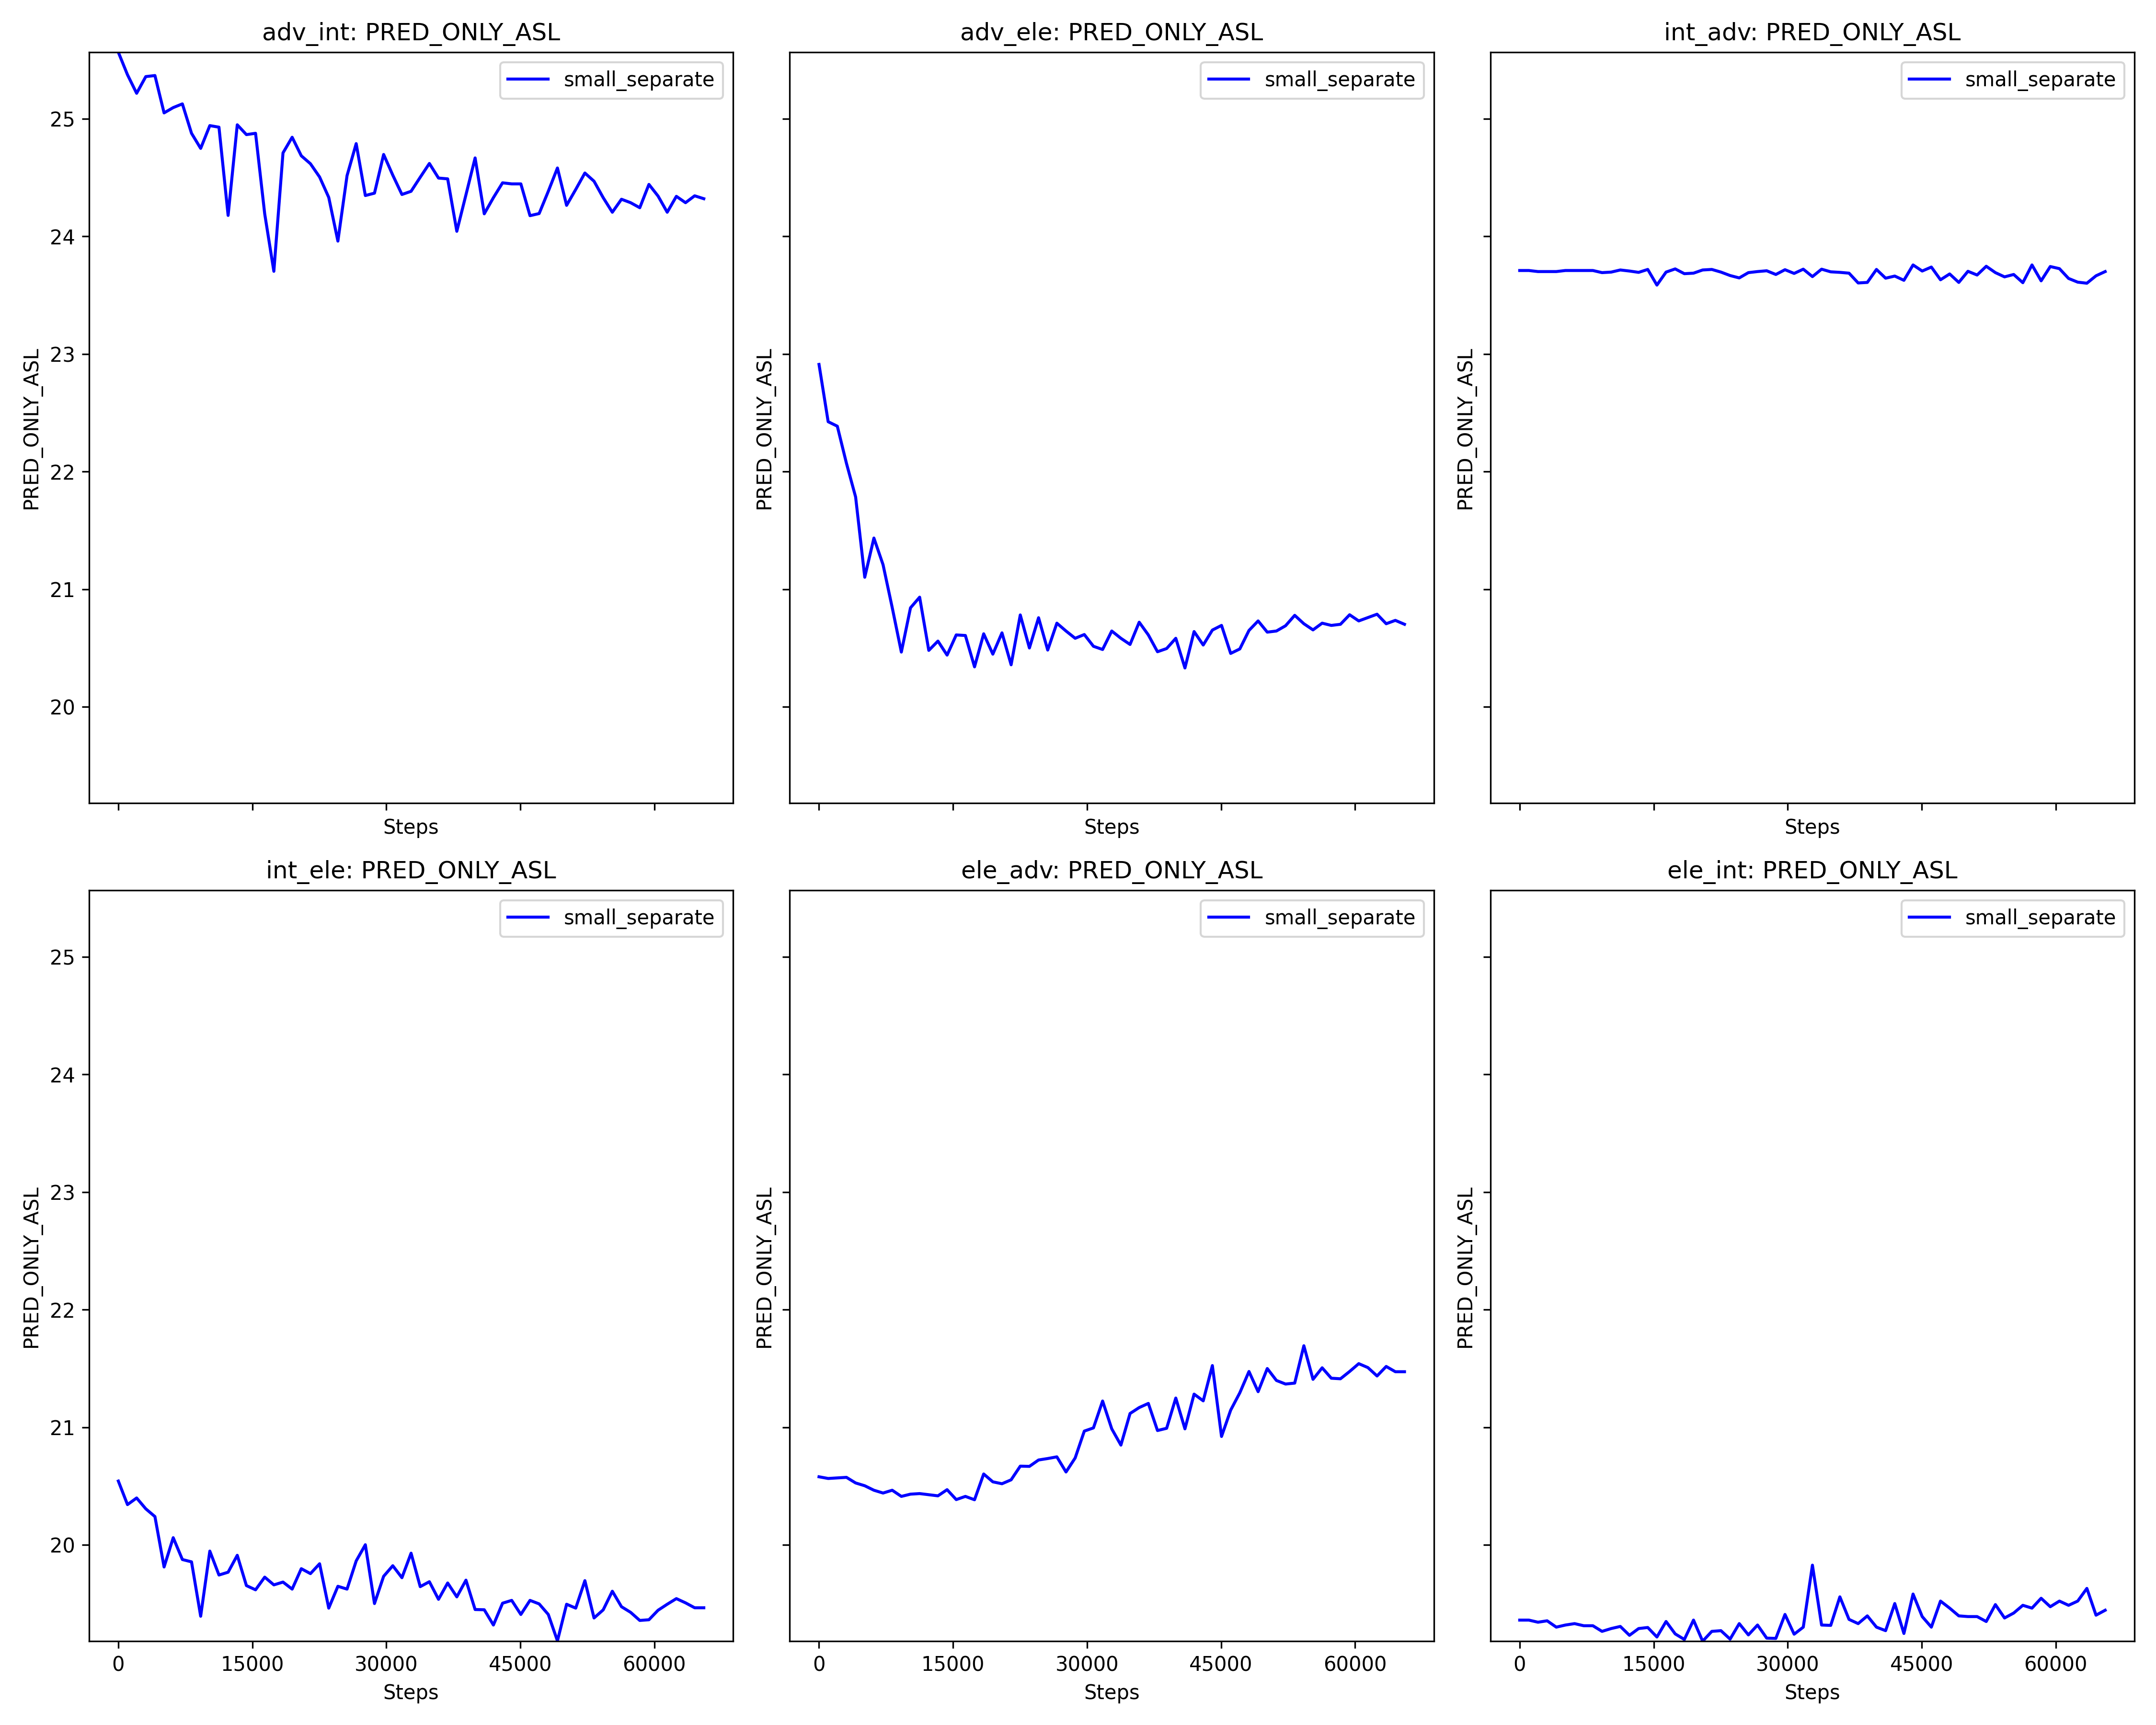 adv_int: PRED_ONLY_ASL
adv_ele: PRED_ONLY_ASL
int_adv: PRED_ONLY_ASL
small_separate
small_separate
small_separate
25
24
23
22
21
20
PRED_ONLY_ASL
PRED_ONLY_ASL
PRED_ONLY_ASL
Steps
Steps
Steps
int_ele: PRED_ONLY_ASL
ele_adv: PRED_ONLY_ASL
ele_int: PRED_ONLY_ASL
small_separate
small_separate
small_separate
25
24
23
22
21
20
PRED_ONLY_ASL
PRED_ONLY_ASL
PRED_ONLY_ASL
0 15000 30000 45000 60000
0 15000 30000 45000 60000
0 15000 30000 45000 60000
Steps
Steps
Steps